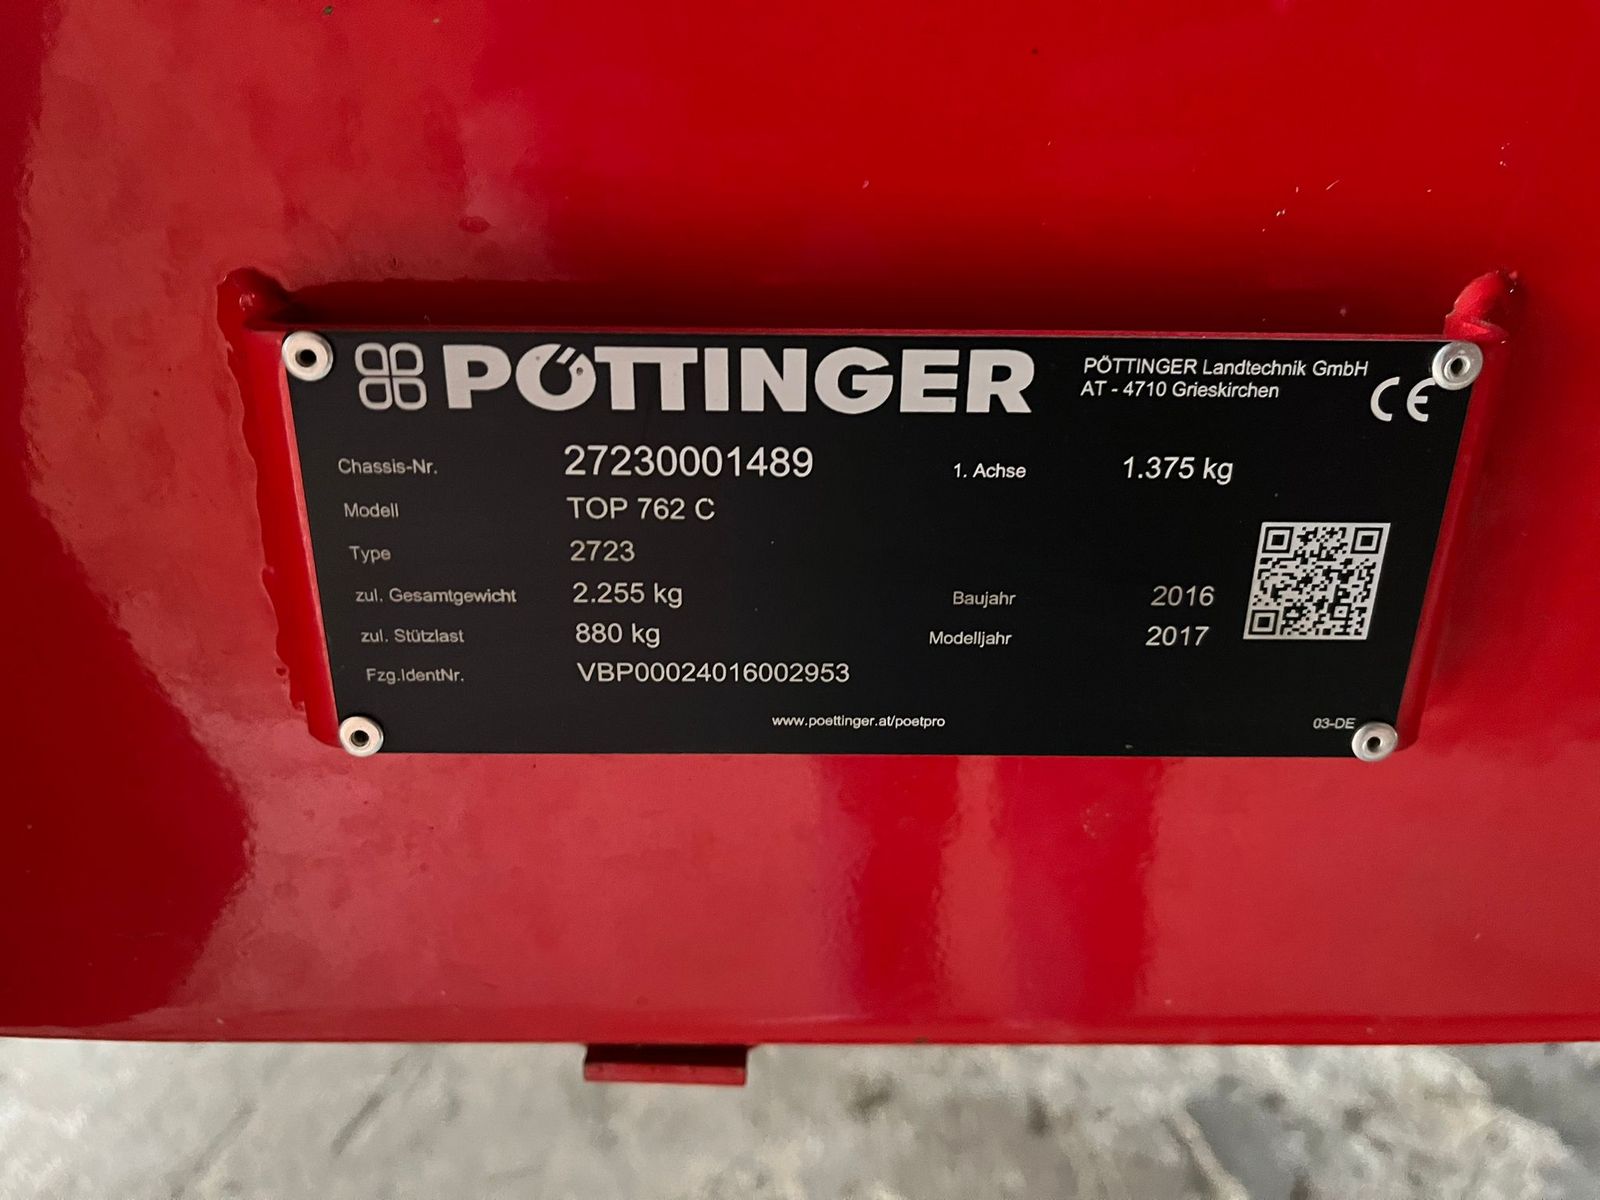 PÖTTINGER
PÖTTINGER Landtechnik GmbH
AT - 4710 Grieskirchen
CE
Chassis-Nr. 27230001489 1. Achse 1.375 kg
Modell TOP 762 C
Type 2723
zul. Gesamtgewicht 2.255 kg Baujahr 2016
zul. Stützlast 880 kg Modelljahr 2017
Fzg.IdentNr. VBP00024016002953
www.poettinger.at/poetpro 03-DE